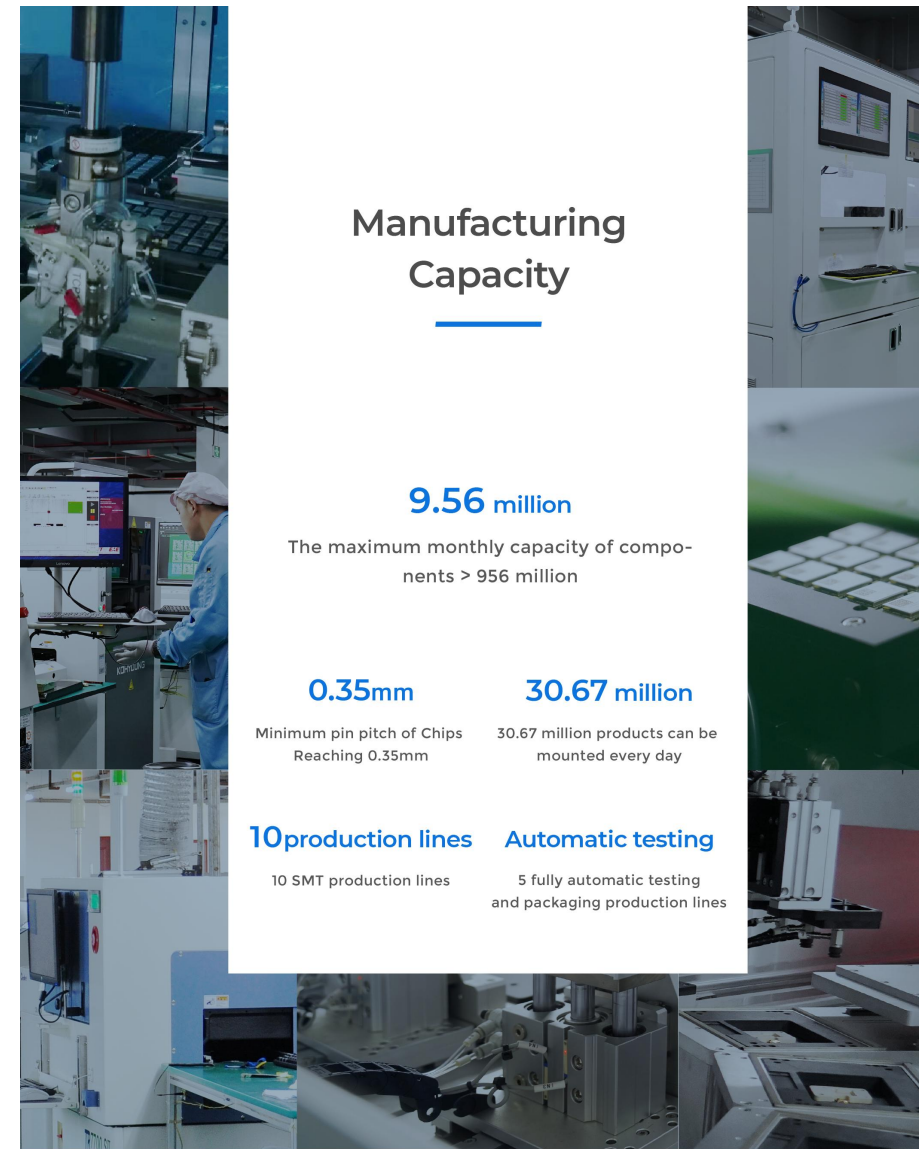 Manufacturing
Capacity
9.56 million
The maximum monthly capacity of compo-
nents > 956 million
0.35mm
Minimum pin pitch of Chips
Reaching 0.35mm
30.67 million
30.67 million products can be
mounted every day
10production lines
10 SMT production lines
Automatic testing
5 fully automatic testing
and packaging production lines